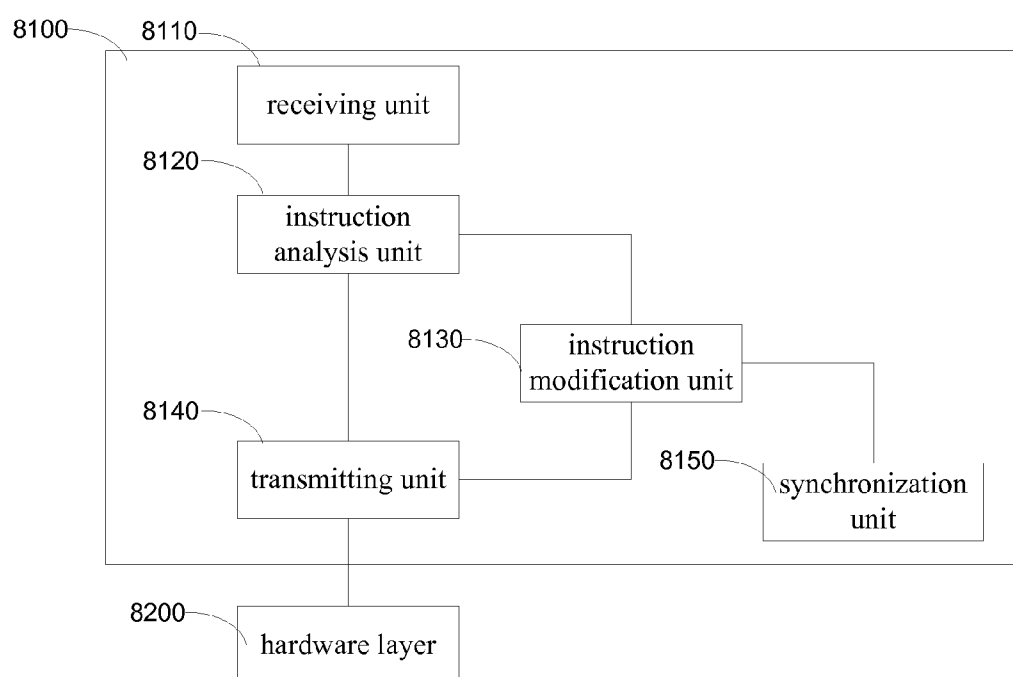 8100
8110
receiving unit
8120
instruction
analysis unit
8130
instruction
modification unit
8140
transmitting unit
8150
synchronization
unit
8200
hardware layer